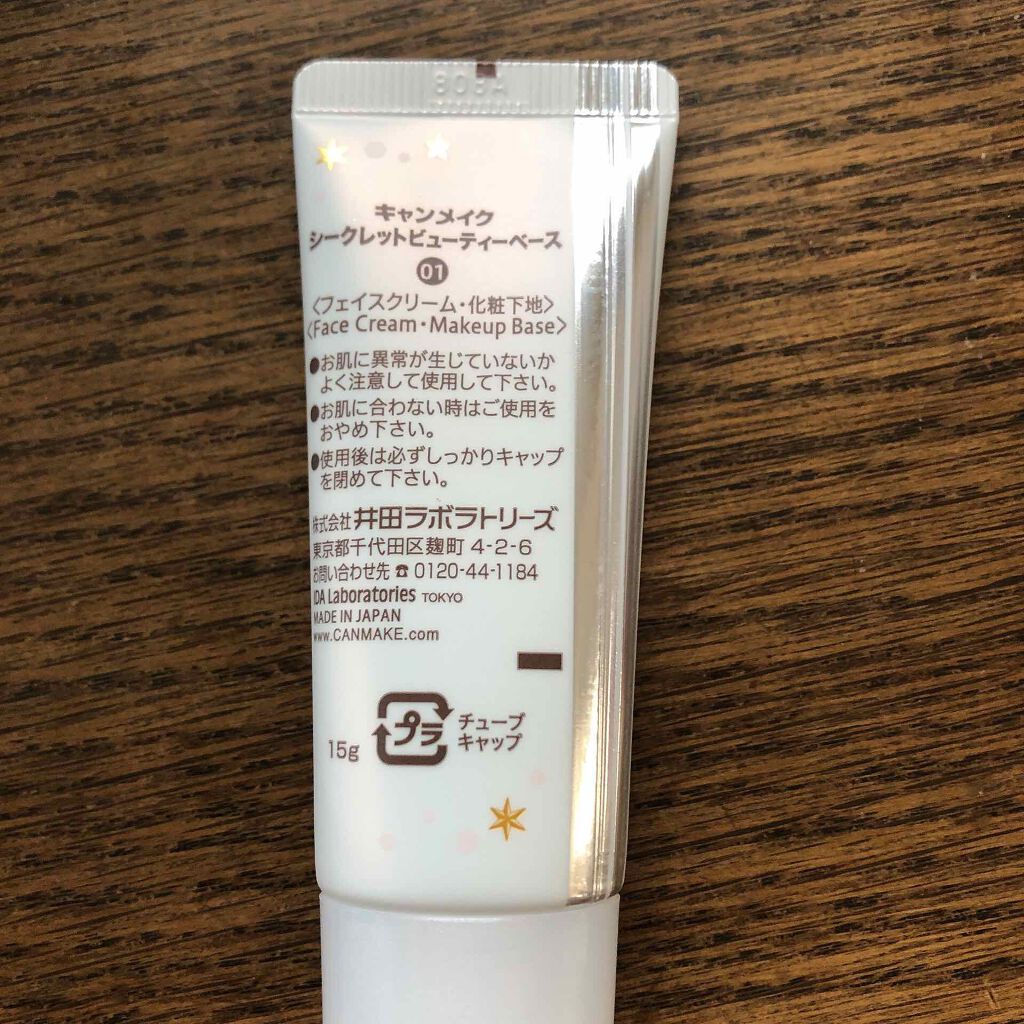 キャンメイク
シークレットビューティーベース
01
〈フェイスクリーム・化粧下地〉
〈Face Cream・Makeup Base〉
●お肌に異常が生じていないか
よく注意して使用して下さい。
●お肌に合わない時はご使用を
おやめ下さい。
●使用後は必ずしっかりキャップ
を閉めて下さい。
株式会社 井田ラボラトリーズ
東京都千代田区麹町 4-2-6
お問い合わせ先 ☎ 0120-44-1184
IDA Laboratories TOKYO
MADE IN JAPAN
www.CANMAKE.com
プラ
チューブ
キャップ
15g